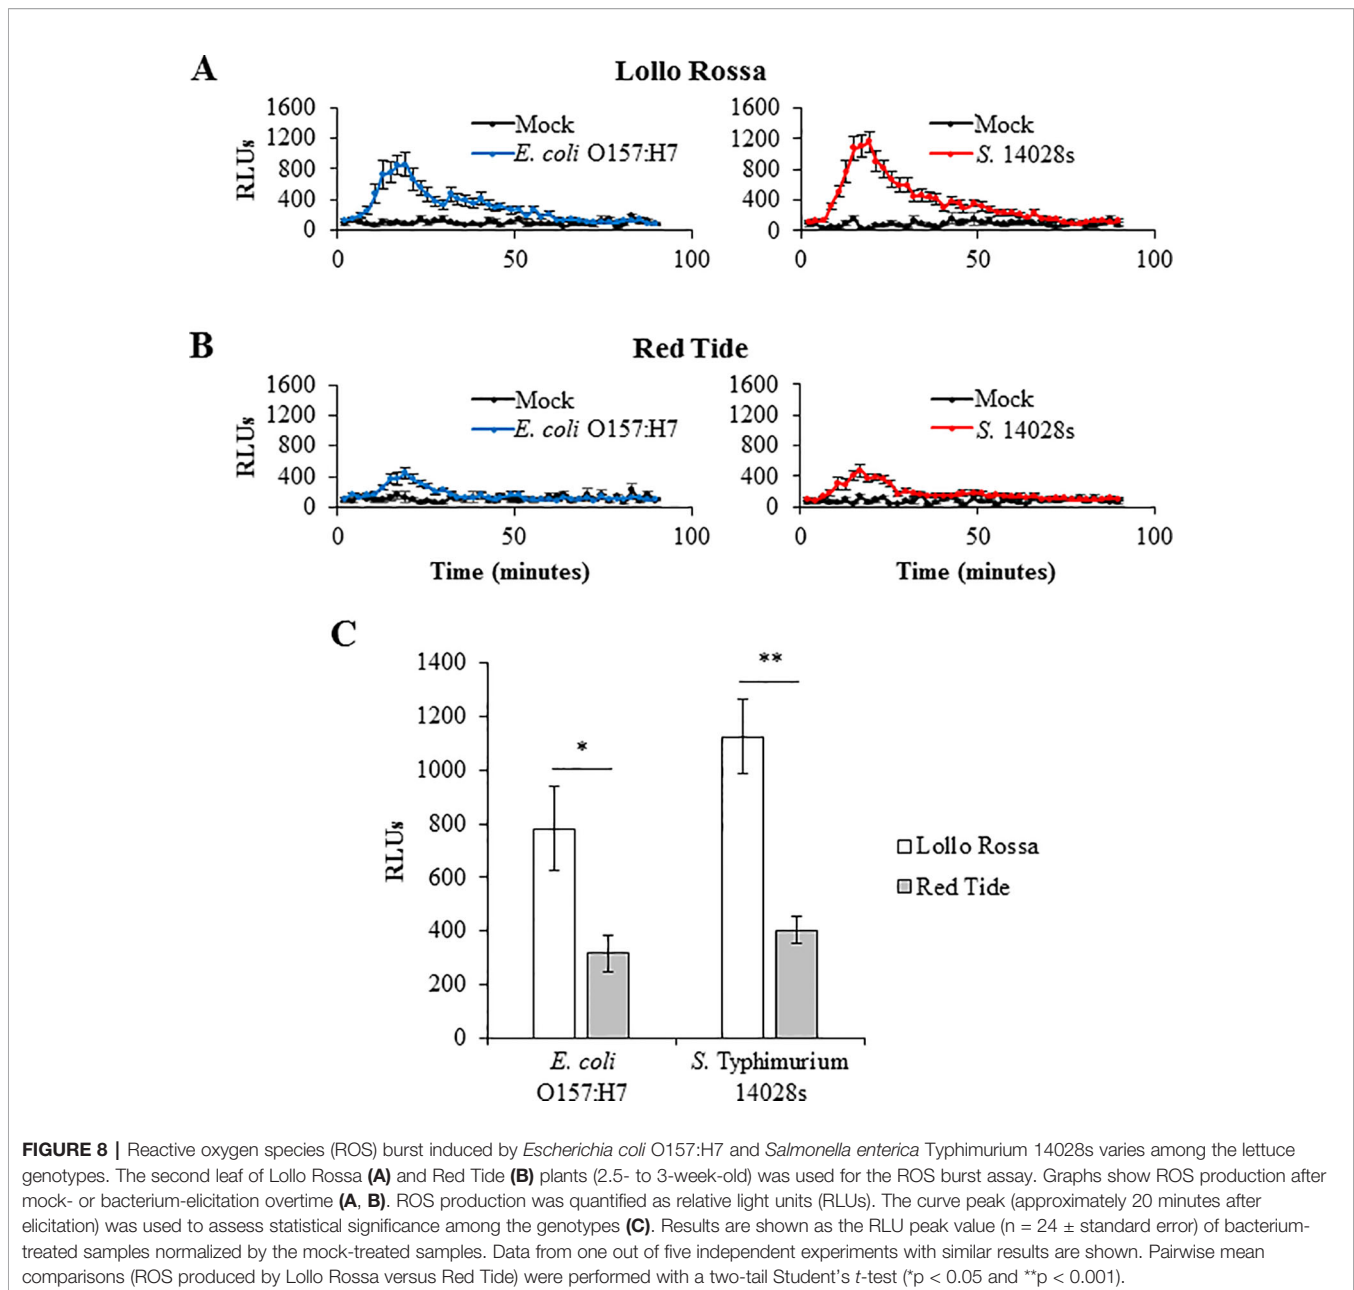 A
Lollo Rossa
1600
1200
800
400
0
RLUs
0
50
100
Mock
E. coli O157:H7
1600
1200
800
400
0
0
50
100
Mock
S. 14028s
B
Red Tide
1600
1200
800
400
0
RLUs
0
50
100
Time (minutes)
Mock
E. coli O157:H7
1600
1200
800
400
0
0
50
100
Time (minutes)
Mock
S. 14028s
C
1400
1200
1000
800
600
400
200
0
RLUs
*
**
Lollo Rossa
Red Tide
E. coli
O157:H7
S. Typhimurium
14028s
FIGURE 8 | Reactive oxygen species (ROS) burst induced by Escherichia coli O157:H7 and Salmonella enterica Typhimurium 14028s varies among the lettuce
genotypes. The second leaf of Lollo Rossa (A) and Red Tide (B) plants (2.5- to 3-week-old) was used for the ROS burst assay. Graphs show ROS production after
mock- or bacterium-elicitation overtime (A, B). ROS production was quantified as relative light units (RLUs). The curve peak (approximately 20 minutes after
elicitation) was used to assess statistical significance among the genotypes (C). Results are shown as the RLU peak value (n = 24 ± standard error) of bacterium-
treated samples normalized by the mock-treated samples. Data from one out of five independent experiments with similar results are shown. Pairwise mean
comparisons (ROS produced by Lollo Rossa versus Red Tide) were performed with a two-tail Student's t-test (*p < 0.05 and **p < 0.001).